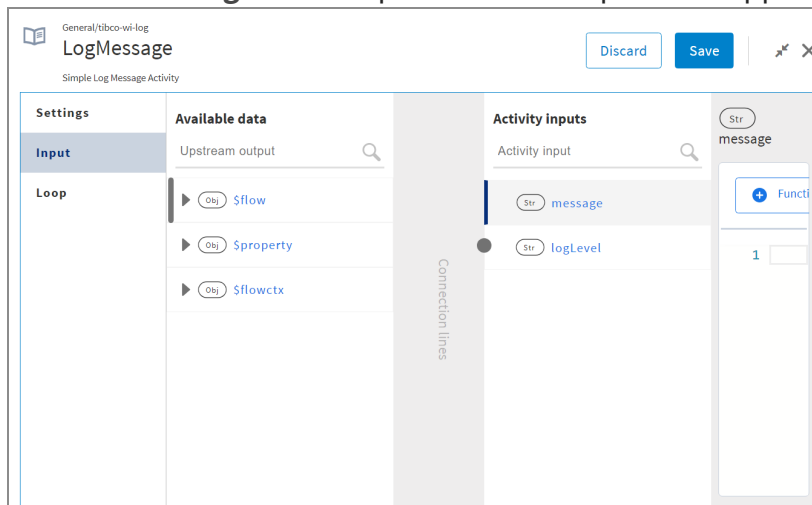 General/tibco-wi-log
LogMessage
Simple Log Message Activity
Discard
Save
Settings
Input
Loop
Available data
Upstream output
Obj $flow
Obj $property
Obj $flowctx
Connection lines
Activity inputs
Activity input
Str message
Str logLevel
Str
message
Functi
1